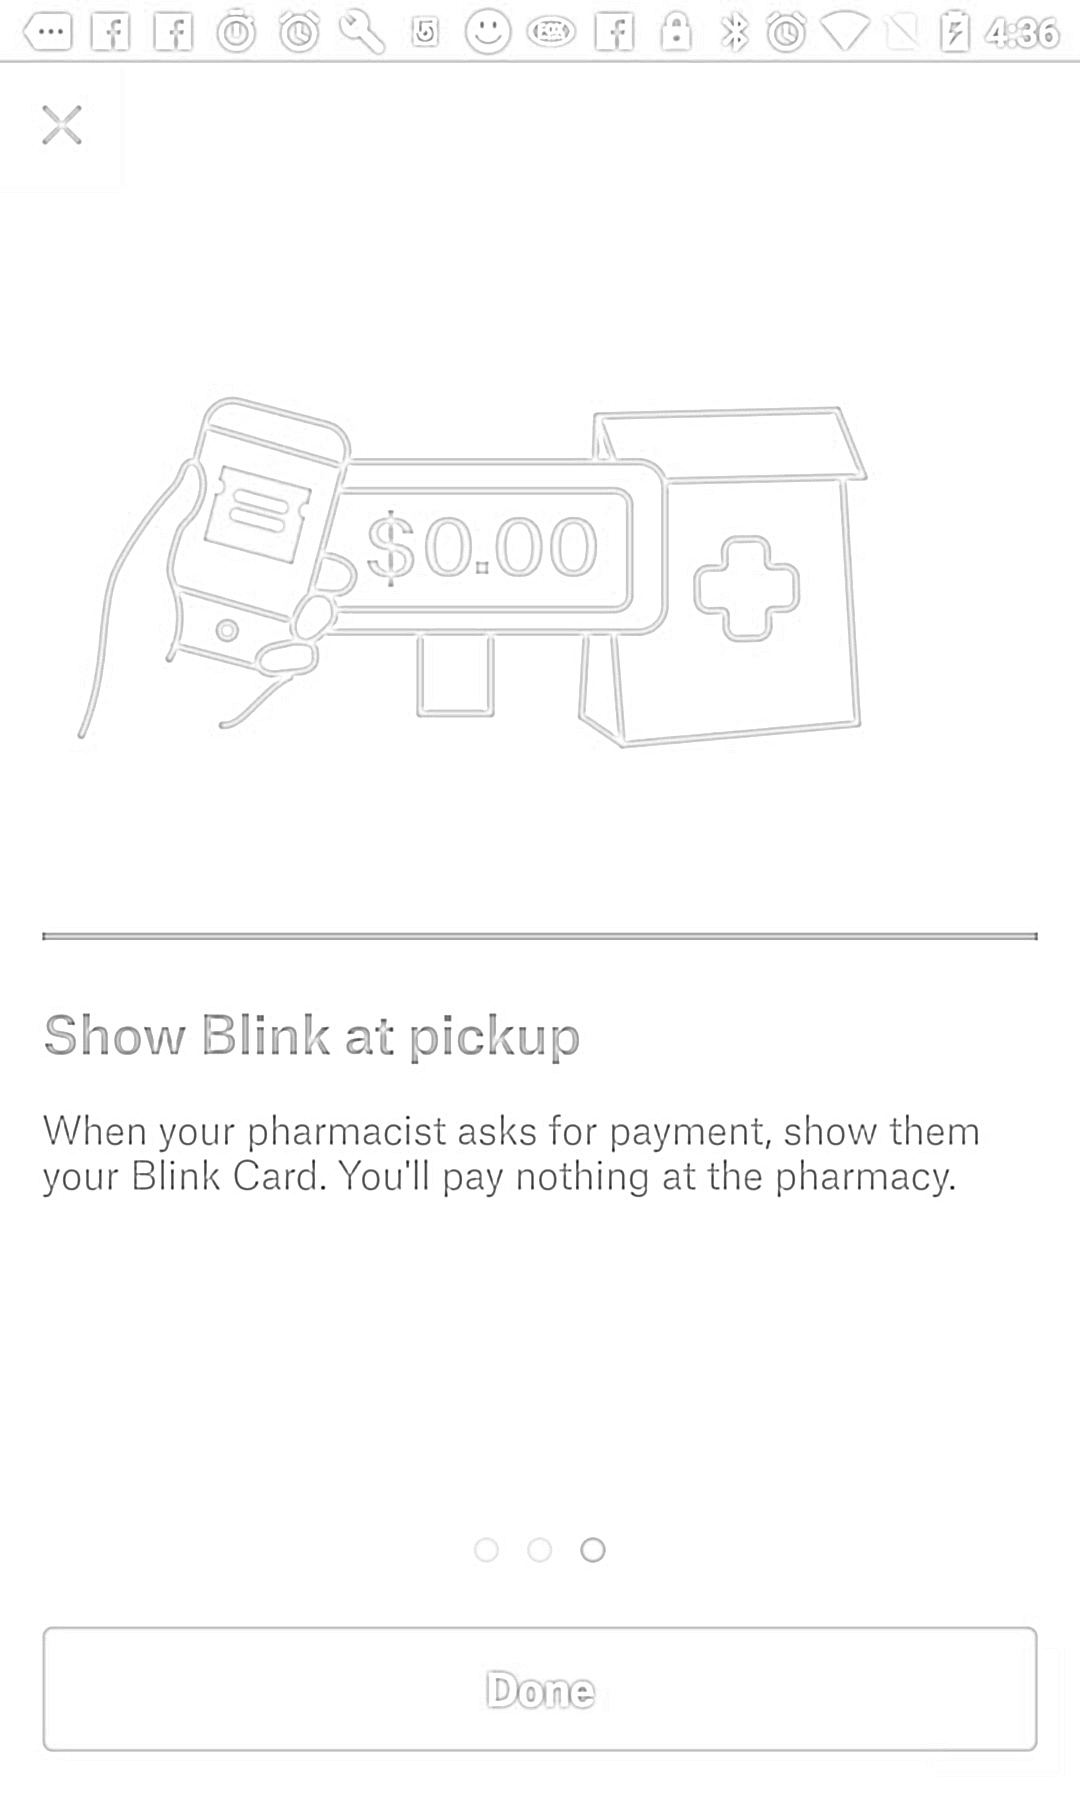 4:36
$0.00
Show Blink at pickup
When your pharmacist asks for payment, show them
your Blink Card. You'll pay nothing at the pharmacy.
Done